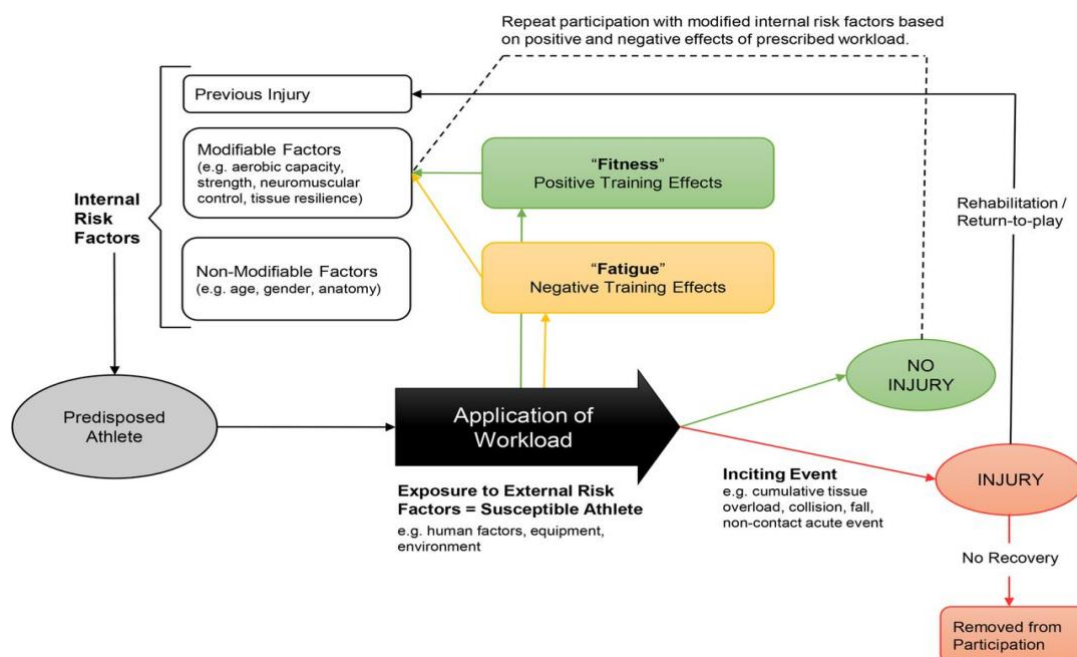 Repeat participation with modified internal risk factors based
on positive and negative effects of prescribed workload.
Previous Injury
Modifiable Factors
(e.g. aerobic capacity,
strength, neuromuscular
control, tissue resilience)
Internal
Risk
Factors
Non-Modifiable Factors
(e.g. age, gender, anatomy)
“Fitness”
Positive Training Effects
“Fatigue”
Negative Training Effects
Rehabilitation /
Return-to-play
Predisposed
Athlete
Application of
Workload
NO
INJURY
Exposure to External Risk
Factors = Susceptible Athlete
e.g. human factors, equipment,
environment
Inciting Event
e.g. cumulative tissue
overload, collision, fall,
non-contact acute event
INJURY
No Recovery
Removed from
Participation